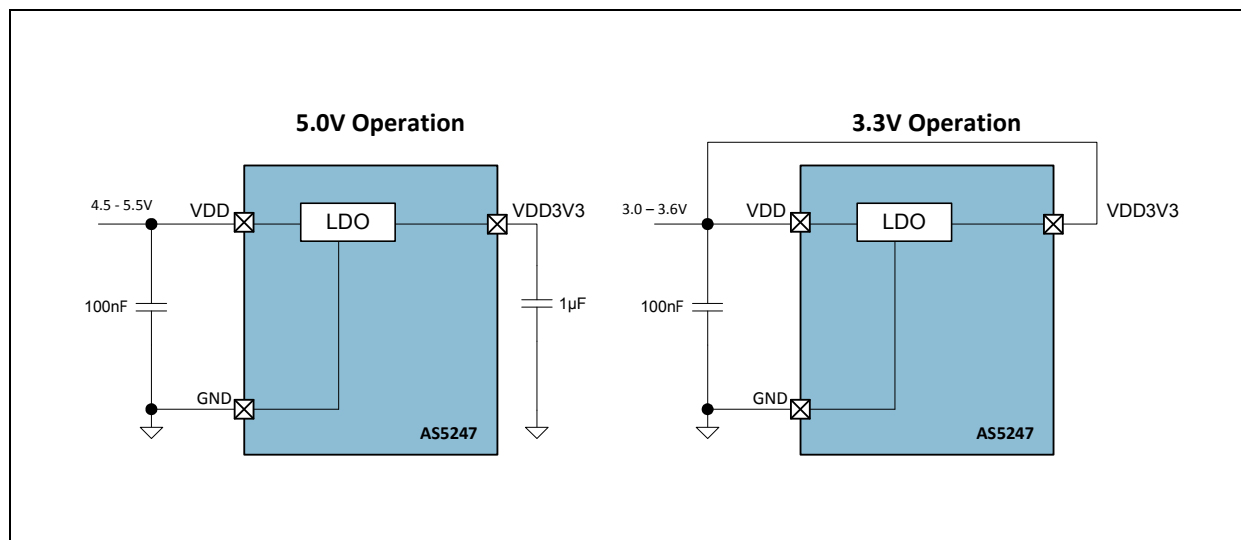 5.0V Operation
4.5 - 5.5V
VDD
LDO
VDD3V3
100nF
1µF
GND
AS5247
3.3V Operation
3.0 – 3.6V
VDD
LDO
VDD3V3
100nF
GND
AS5247